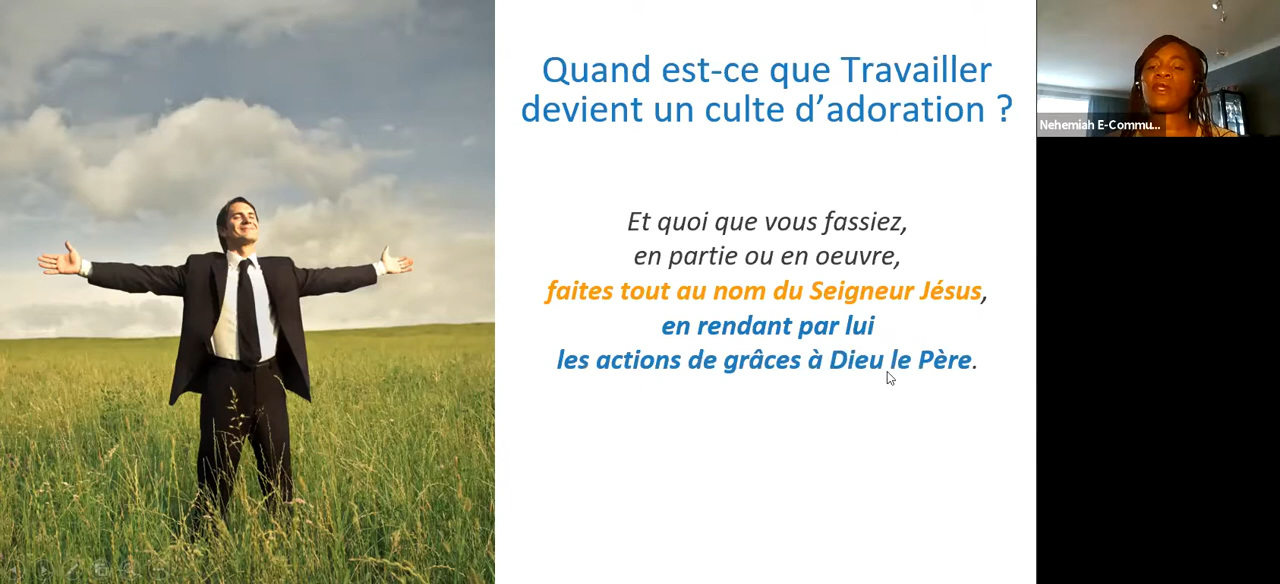 Quand est-ce que Travailler
devient un culte d’adoration ?
Et quoi que vous fassiez,
en partie ou en oeuvre,
faites tout au nom du Seigneur Jésus,
en rendant par lui
les actions de grâces à Dieu le Père.
Nehemiah E-Commu...